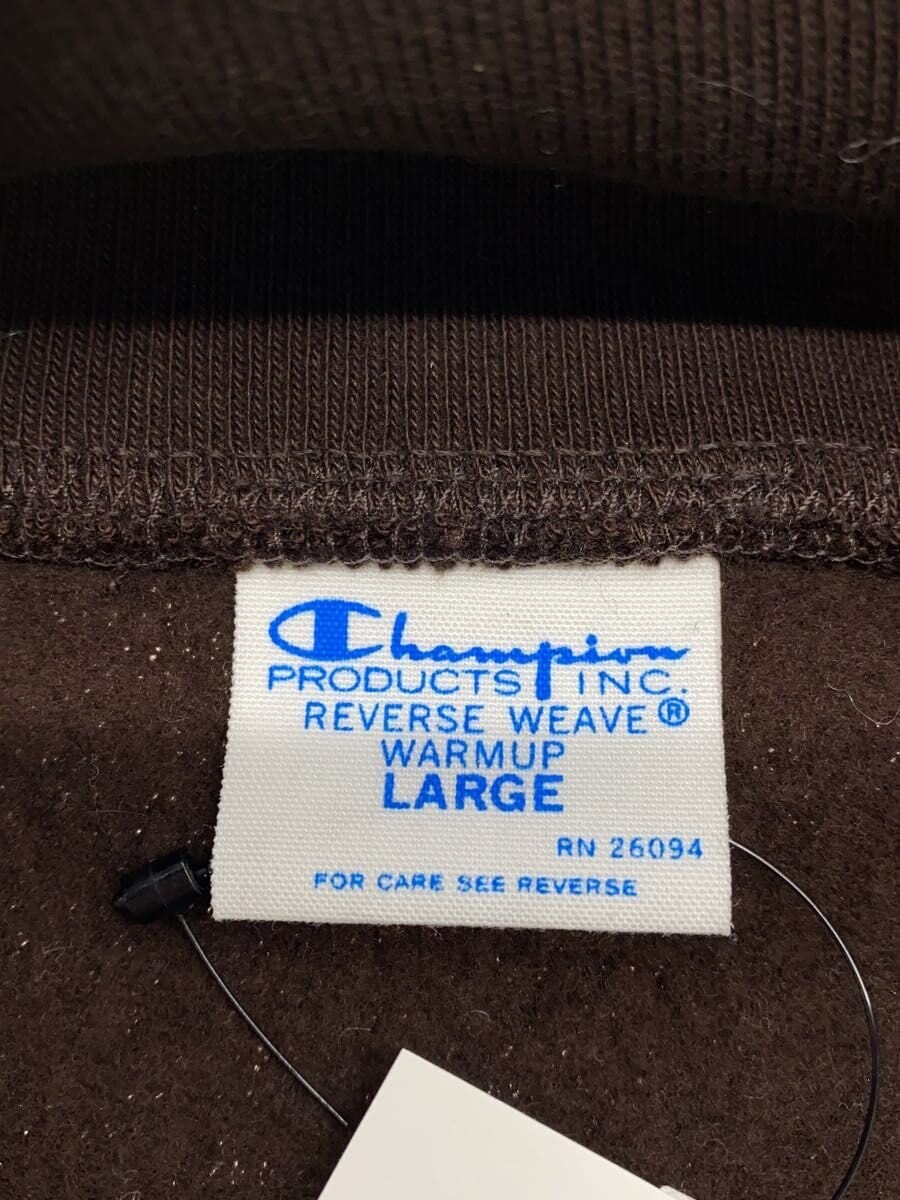 Champion
PRODUCTS INC.
REVERSE WEAVE®
WARMUP
LARGE
RN 26094
FOR CARE SEE REVERSE